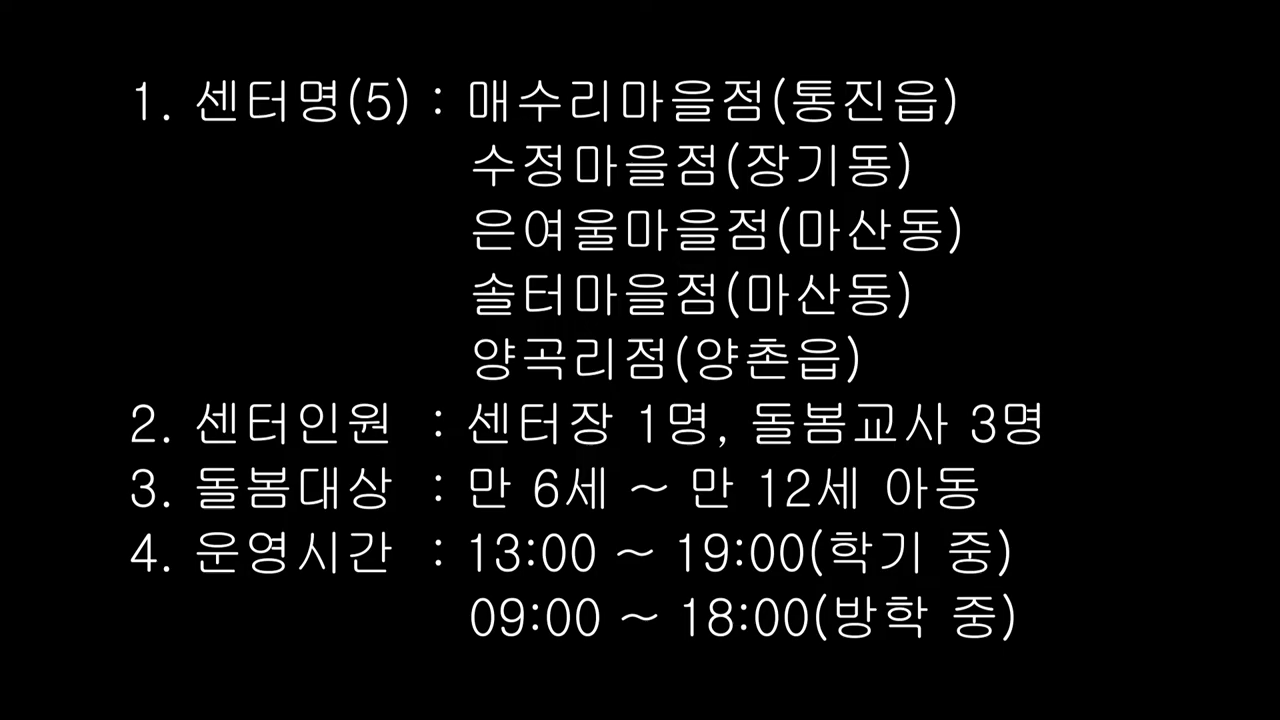 1. 센터명(5) : 매수리마을점(통진읍)
수정마을점(장기동)
은여울마을점(마산동)
솔터마을점(마산동)
양곡리점(양촌읍)
2. 센터인원 : 센터장 1명, 돌봄교사 3명
3. 돌봄대상 : 만 6세 ~ 만 12세 아동
4. 운영시간 : 13:00 ~ 19:00(학기 중)
09:00 ~ 18:00(방학 중)